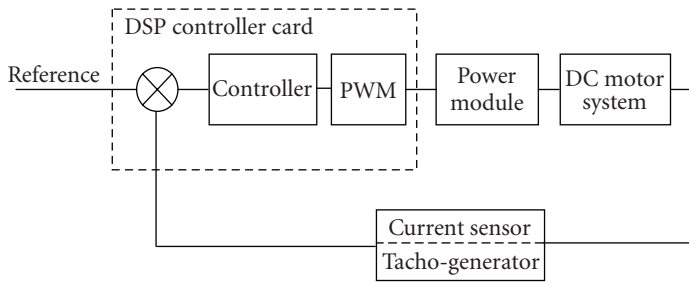 DSP controller card
Reference
Controller
PWM
Power
module
DC motor
system
Current sensor
Tacho-generator